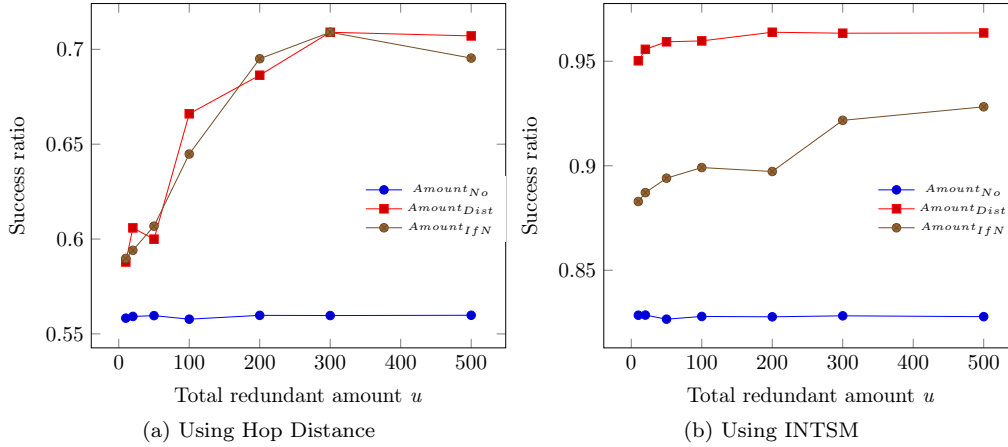 0.7
0.65
0.6
0.55
Success ratio
Amount_No
Amount_Dist
Amount_IfN
0 100 200 300 400 500
Total redundant amount u
(a) Using Hop Distance
0.95
0.9
0.85
Success ratio
Amount_No
Amount_Dist
Amount_IfN
0 100 200 300 400 500
Total redundant amount u
(b) Using INTSM